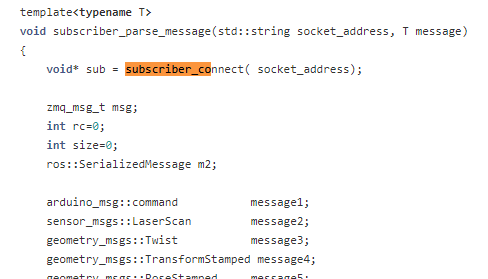 template<typename T>
void subscriber_parse_message(std::string socket_address, T message)
{
void* sub = subscriber_connect( socket_address);
zmq_msg_t msg;
int rc=0;
int size=0;
ros::SerializedMessage m2;
arduino_msg::command message1;
sensor_msgs::LaserScan message2;
geometry_msgs::Twist message3;
geometry_msgs::TransformStamped message4;
geometry_msgs::PoseStamped message5;